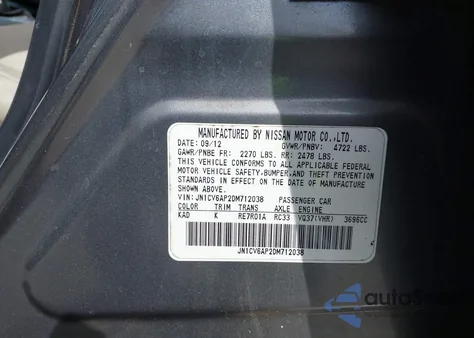 MANUFACTURED BY NISSAN MOTOR CO.,LTD.
DATE: 09/12 GVWR/PNBV: 4722 LBS.
GAWR/PNBE FR: 2270 LBS. RR: 2478 LBS.
THIS VEHICLE CONFORMS TO ALL APPLICABLE FEDERAL
MOTOR VEHICLE SAFETY,BUMPER,AND THEFT PREVENTION
STANDARDS IN EFFECT ON THE DATE OF MANUFACTURE
SHOWN ABOVE.
VIN: JN1CV6AP2DM712038 PASSENGER CAR
COLOR TRIM TRANS AXLE ENGINE
KAD K RE7R01A RC33 VQ37(VHR) 3696CC
JN1CV6AP2DM712038